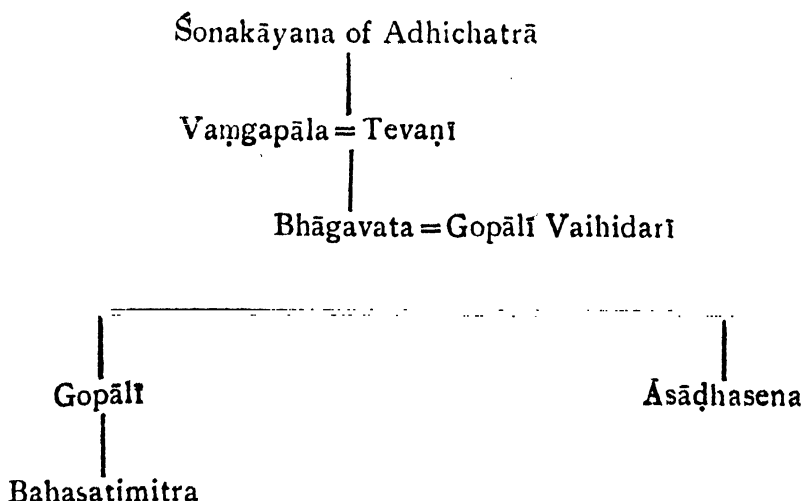 Śonakāyana of Adhichatrā
Vaṃgapāla = Tevaṇī
Bhāgavata = Gopālī Vaihidarī
Gopālī Āsāḍhasena
Bahasatimitra